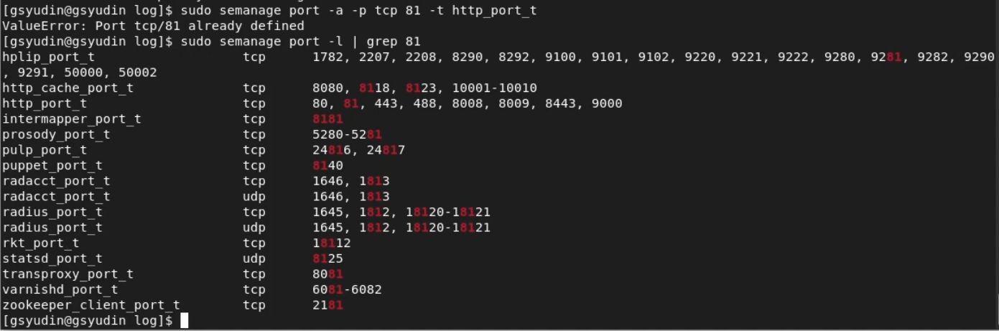 [gsyudin@gsyudin log]$ sudo semanage port -a -p tcp 81 -t http_port_t
ValueError: Port tcp/81 already defined
[gsyudin@gsyudin log]$ sudo semanage port -l | grep 81
hplip_port_t                   tcp      1782, 2207, 2208, 8290, 8292, 9100, 9101, 9102, 9220, 9221, 9222, 9280, 9281, 9282, 9290
, 9291, 50000, 50002
http_cache_port_t              tcp      8080, 8118, 8123, 10001-10010
http_port_t                    tcp      80, 81, 443, 488, 8008, 8009, 8443, 9000
intermapper_port_t             tcp      8181
prosody_port_t                 tcp      5280-5281
pulp_port_t                    tcp      24816, 24817
puppet_port_t                  tcp      8140
radacct_port_t                 tcp      1646, 1813
radacct_port_t                 udp      1646, 1813
radius_port_t                  tcp      1645, 1812, 18120-18121
radius_port_t                  udp      1645, 1812, 18120-18121
rkt_port_t                     tcp      18112
statsd_port_t                  udp      8125
transproxy_port_t              tcp      8081
varnishd_port_t                tcp      6081-6082
zookeeper_client_port_t        tcp      2181
[gsyudin@gsyudin log]$